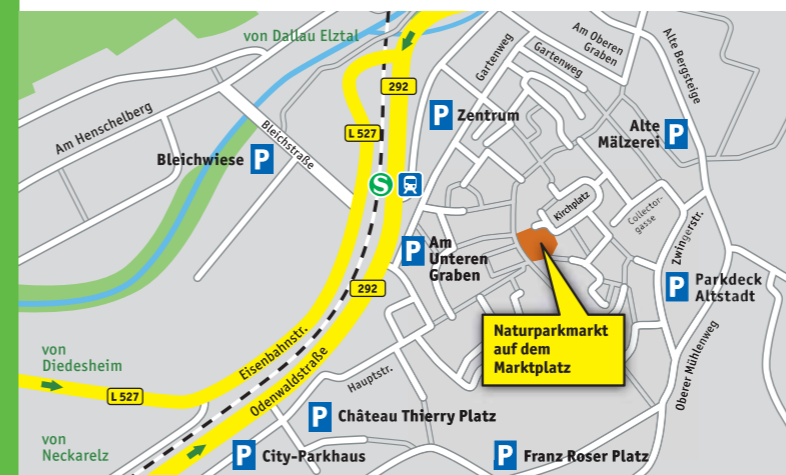 von Dallau Elztal
Am Oberen
Graben
Gartenweg
Gartenweg
Alte Bergsteige
292
P Zentrum
Am Henschelberg
Bleichstraße
L 527
Alte
Mälzerei P
Bleichwiese P
S
Kirchplatz
Collector-
gasse
Zwingerstr.
P Am
Unteren
Graben
292
P Parkdeck
Altstadt
Naturparkmarkt
auf dem
Marktplatz
von
Diedesheim
L 527
Eisenbahnstr.
Odenwaldstraße
Hauptstr.
Oberer Mühlenweg
P Château Thierry Platz
von
Neckarelz
P City-Parkhaus
P Franz Roser Platz